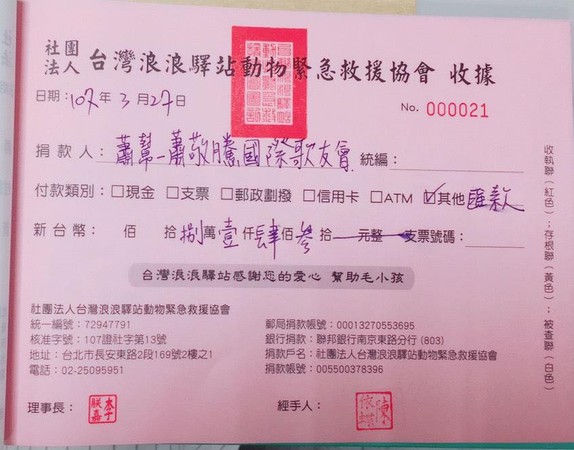 社團法人 台灣浪浪驛站動物緊急救援協會 收據
日期：107年3月27日
No. 000021
捐款人：蕭幫-蕭敬騰國際歌友會 統編：
付款類別：□現金 □支票 □郵政劃撥 □信用卡 □ATM ☑其他 匯款
新台幣： 佰 拾捌萬壹仟肆佰參拾 元整 支票號碼：
台灣浪浪驛站感謝您的愛心 幫助毛小孩
社團法人台灣浪浪驛站動物緊急救援協會
統一編號：72947791
核准字號：107證社字第13號
地址：台北市長安東路2段169號2樓之1
電話：02-25095951
郵局捐款帳號：00013270553695
銀行捐款：聯邦銀行南京東路分行 (803)
捐款戶名：社團法人台灣浪浪驛站動物緊急救援協會
捐款帳號：005500378396
理事長：
經手人：
收執聯（紅色）；存根聯（黃色）；被查聯（白色）